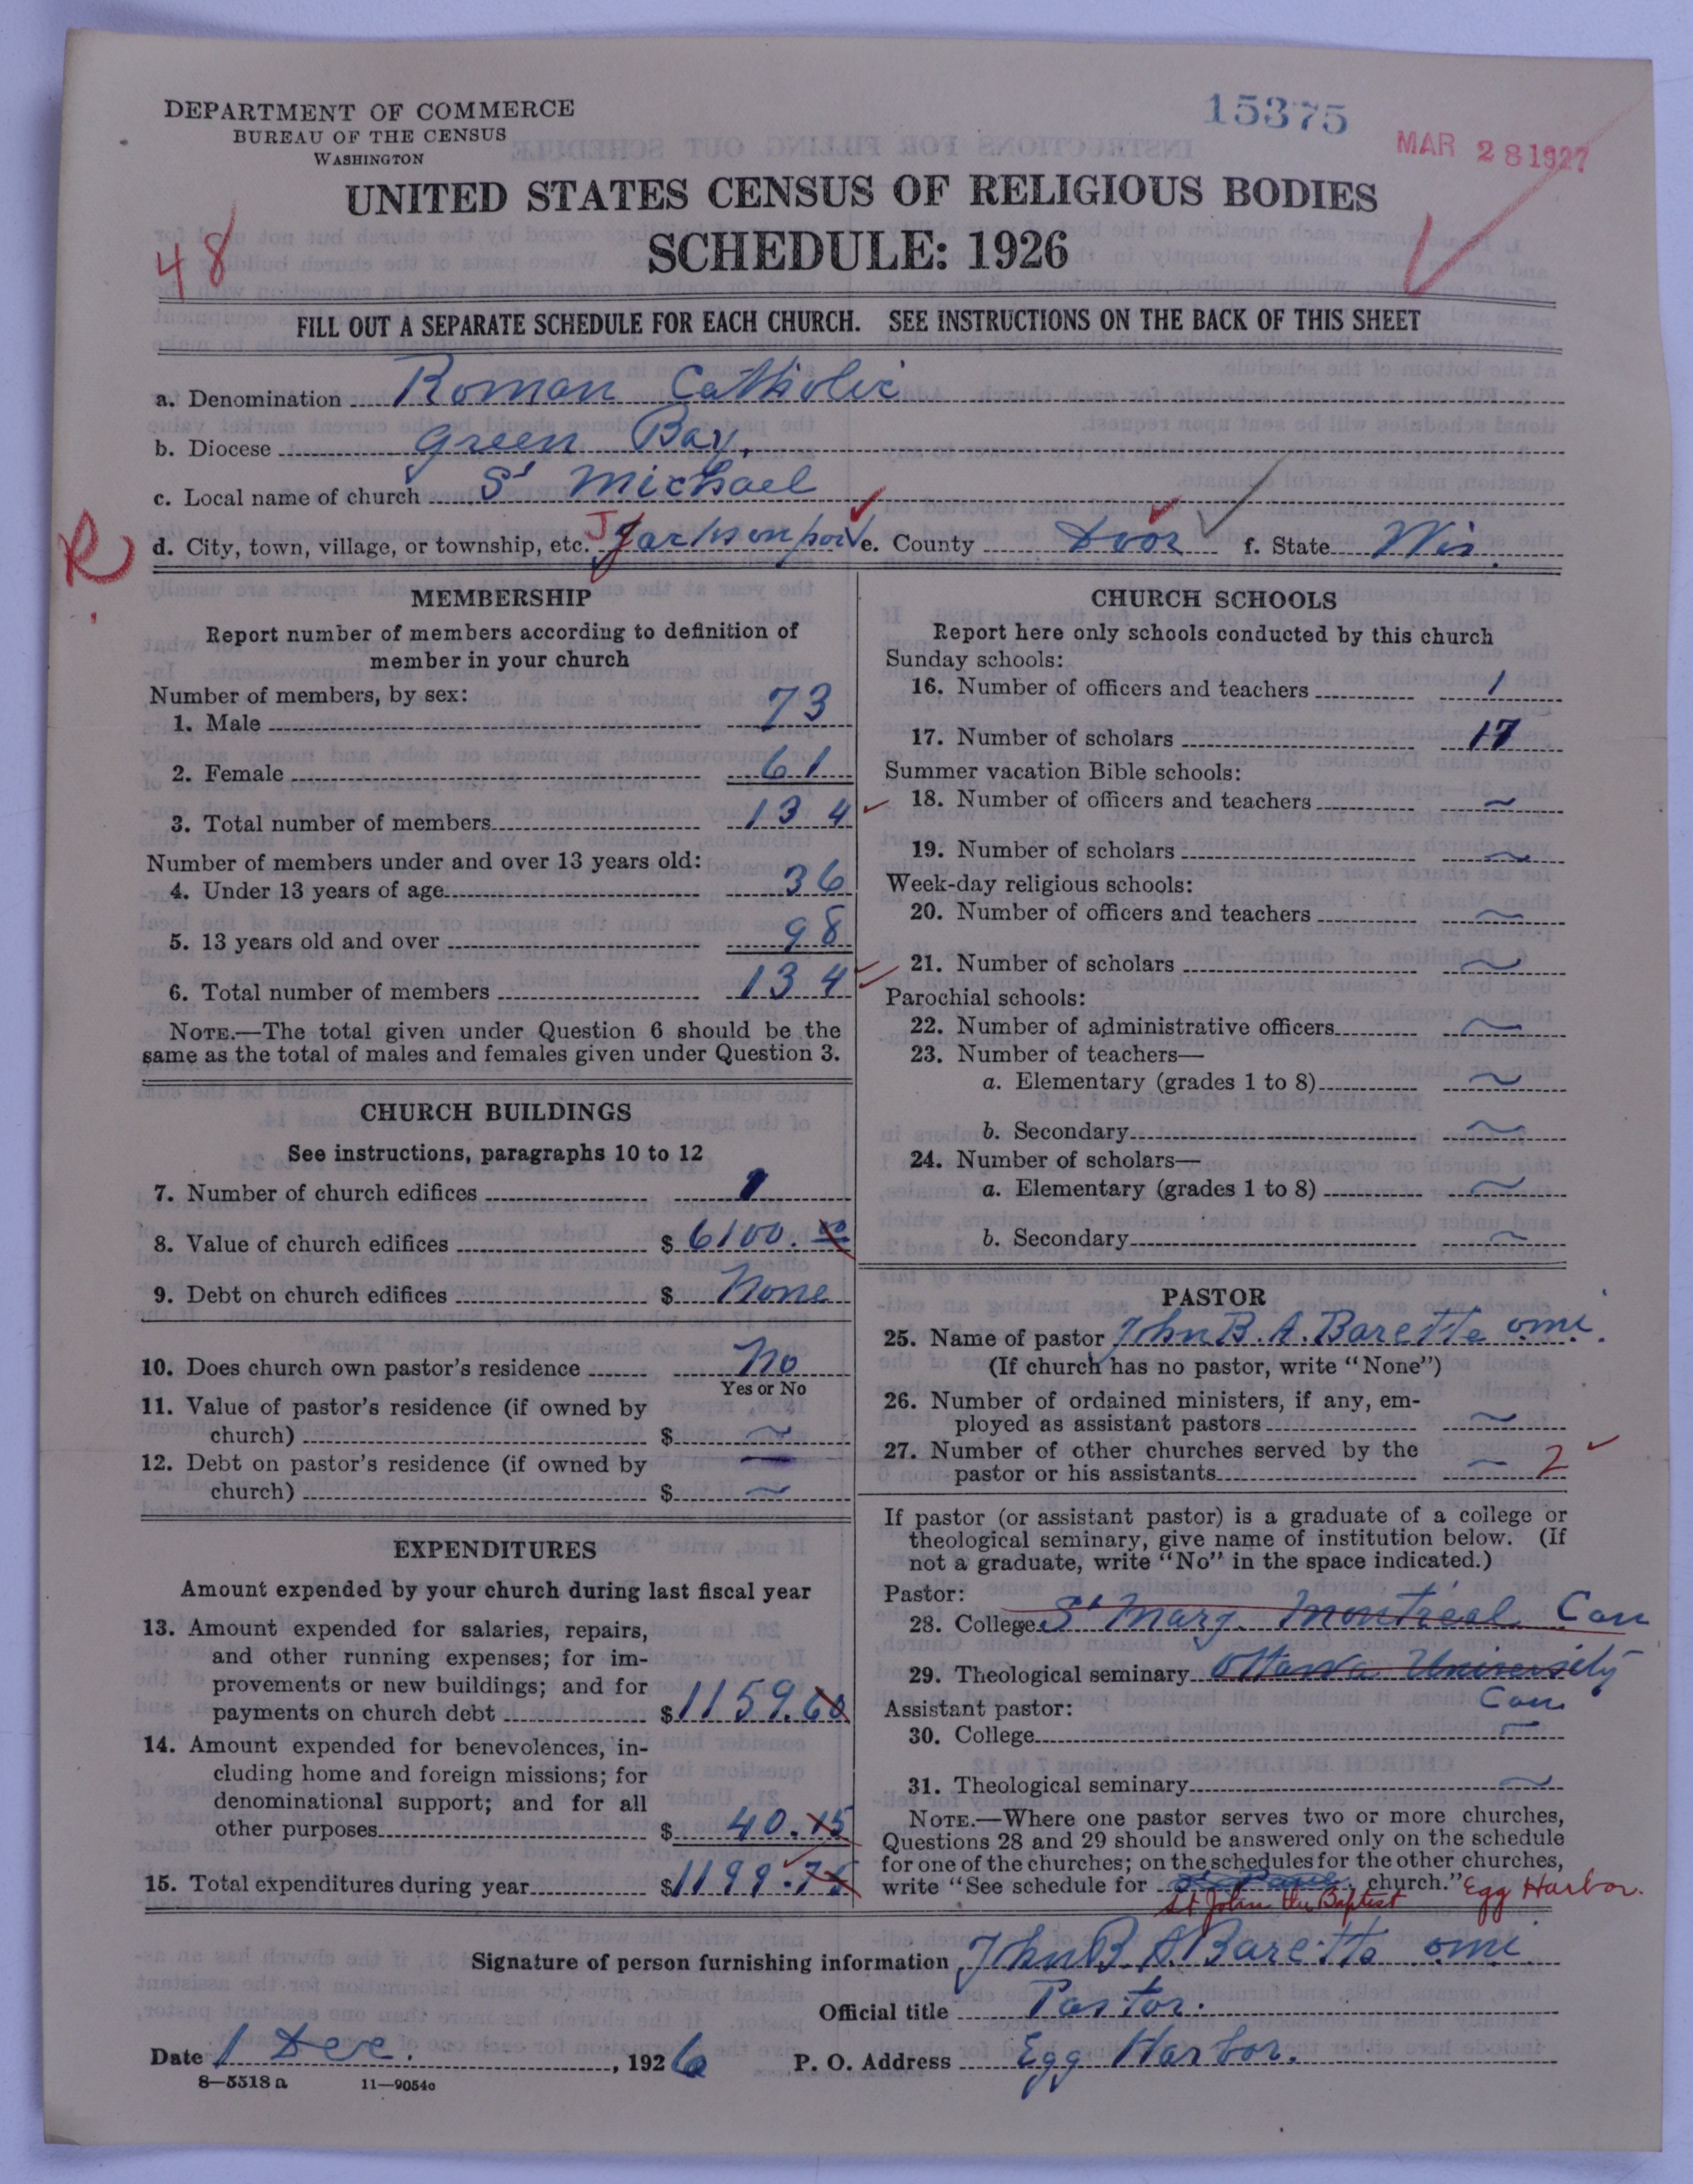 DEPARTMENT OF COMMERCE
BUREAU OF THE CENSUS
WASHINGTON
15375
MAR 28 1927
UNITED STATES CENSUS OF RELIGIOUS BODIES
SCHEDULE: 1926
48
FILL OUT A SEPARATE SCHEDULE FOR EACH CHURCH. SEE INSTRUCTIONS ON THE BACK OF THIS SHEET
a. Denomination Roman Catholic
b. Diocese Green Bay.
c. Local name of church St Michael
R
d. City, town, village, or township, etc. Jacksonport e. County Door f. State Wis.
MEMBERSHIP
Report number of members according to definition of
member in your church
Number of members, by sex:
1. Male 73
2. Female 61
3. Total number of members 134
Number of members under and over 13 years old:
4. Under 13 years of age 36
5. 13 years old and over 98
6. Total number of members 134
NOTE.—The total given under Question 6 should be the
same as the total of males and females given under Question 3.
CHURCH BUILDINGS
See instructions, paragraphs 10 to 12
7. Number of church edifices 1
8. Value of church edifices $ 6100.00
9. Debt on church edifices $ None
10. Does church own pastor's residence No
Yes or No
11. Value of pastor's residence (if owned by
church) $ ~
12. Debt on pastor's residence (if owned by
church) $ ~
EXPENDITURES
Amount expended by your church during last fiscal year
13. Amount expended for salaries, repairs,
and other running expenses; for im-
provements or new buildings; and for
payments on church debt $ 1159.60
14. Amount expended for benevolences, in-
cluding home and foreign missions; for
denominational support; and for all
other purposes $ 40.15
15. Total expenditures during year $ 1199.75
CHURCH SCHOOLS
Report here only schools conducted by this church
Sunday schools:
16. Number of officers and teachers 1
17. Number of scholars 17
Summer vacation Bible schools:
18. Number of officers and teachers ~
19. Number of scholars ~
Week-day religious schools:
20. Number of officers and teachers ~
21. Number of scholars ~
Parochial schools:
22. Number of administrative officers ~
23. Number of teachers—
a. Elementary (grades 1 to 8) ~
b. Secondary ~
24. Number of scholars—
a. Elementary (grades 1 to 8) ~
b. Secondary ~
PASTOR
25. Name of pastor John B. A. Barette omi.
(If church has no pastor, write "None")
26. Number of ordained ministers, if any, em-
ployed as assistant pastors ~
27. Number of other churches served by the
pastor or his assistants ~ 2
If pastor (or assistant pastor) is a graduate of a college or
theological seminary, give name of institution below. (If
not a graduate, write "No" in the space indicated.)
Pastor:
28. College St Mary. Montreal Can
29. Theological seminary Ottawa University
Can
Assistant pastor:
30. College ~
31. Theological seminary ~
NOTE.—Where one pastor serves two or more churches,
Questions 28 and 29 should be answered only on the schedule
for one of the churches; on the schedules for the other churches,
write "See schedule for church." Egg Harbor.
St John the Baptist
Signature of person furnishing information John B A. Barette omi
Official title Pastor.
Date 1 Dec., 1926 P. O. Address Egg Harbor.
8—5518 a 11—9054c